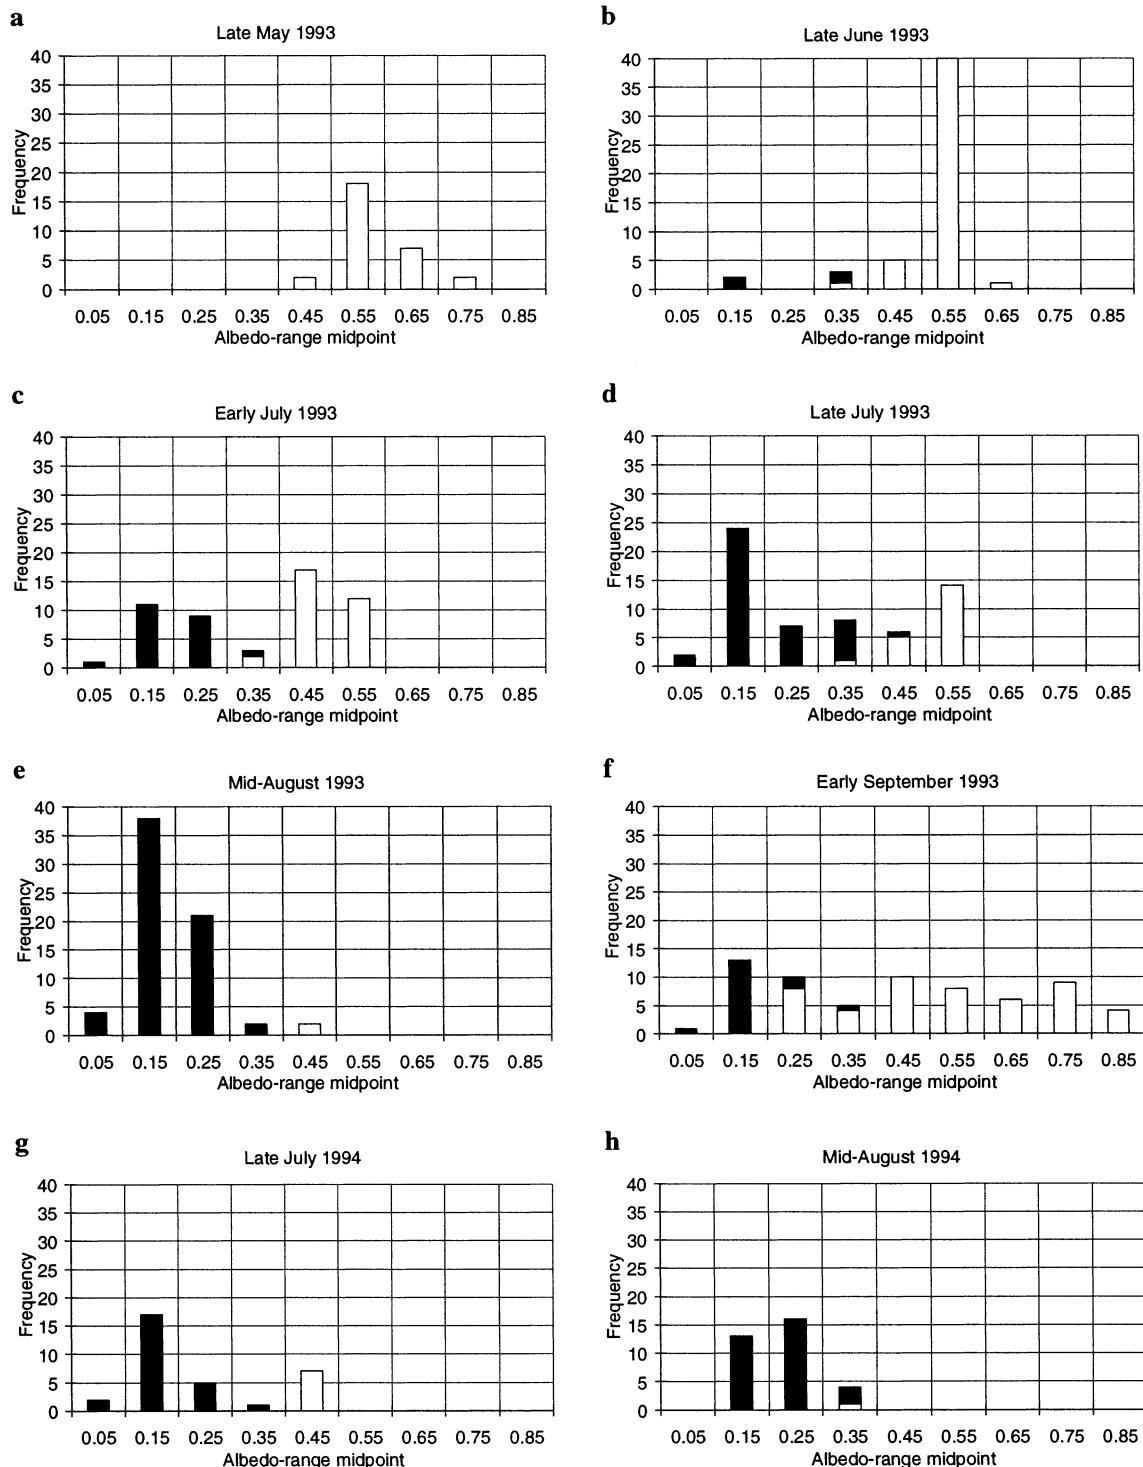 a
Late May 1993
40
35
30
25
20
15
10
5
0
Frequency
0.05 0.15 0.25 0.35 0.45 0.55 0.65 0.75 0.85
Albedo-range midpoint
b
Late June 1993
40
35
30
25
20
15
10
5
0
Frequency
0.05 0.15 0.25 0.35 0.45 0.55 0.65 0.75 0.85
Albedo-range midpoint
c
Early July 1993
40
35
30
25
20
15
10
5
0
Frequency
0.05 0.15 0.25 0.35 0.45 0.55 0.65 0.75 0.85
Albedo-range midpoint
d
Late July 1993
40
35
30
25
20
15
10
5
0
Frequency
0.05 0.15 0.25 0.35 0.45 0.55 0.65 0.75 0.85
Albedo-range midpoint
e
Mid-August 1993
40
35
30
25
20
15
10
5
0
Frequency
0.05 0.15 0.25 0.35 0.45 0.55 0.65 0.75 0.85
Albedo-range midpoint
f
Early September 1993
40
35
30
25
20
15
10
5
0
Frequency
0.05 0.15 0.25 0.35 0.45 0.55 0.65 0.75 0.85
Albedo-range midpoint
g
Late July 1994
40
35
30
25
20
15
10
5
0
Frequency
0.05 0.15 0.25 0.35 0.45 0.55 0.65 0.75 0.85
Albedo-range midpoint
h
Mid-August 1994
40
35
30
25
20
15
10
5
0
Frequency
0.05 0.15 0.25 0.35 0.45 0.55 0.65 0.75 0.85
Albedo-range midpoint